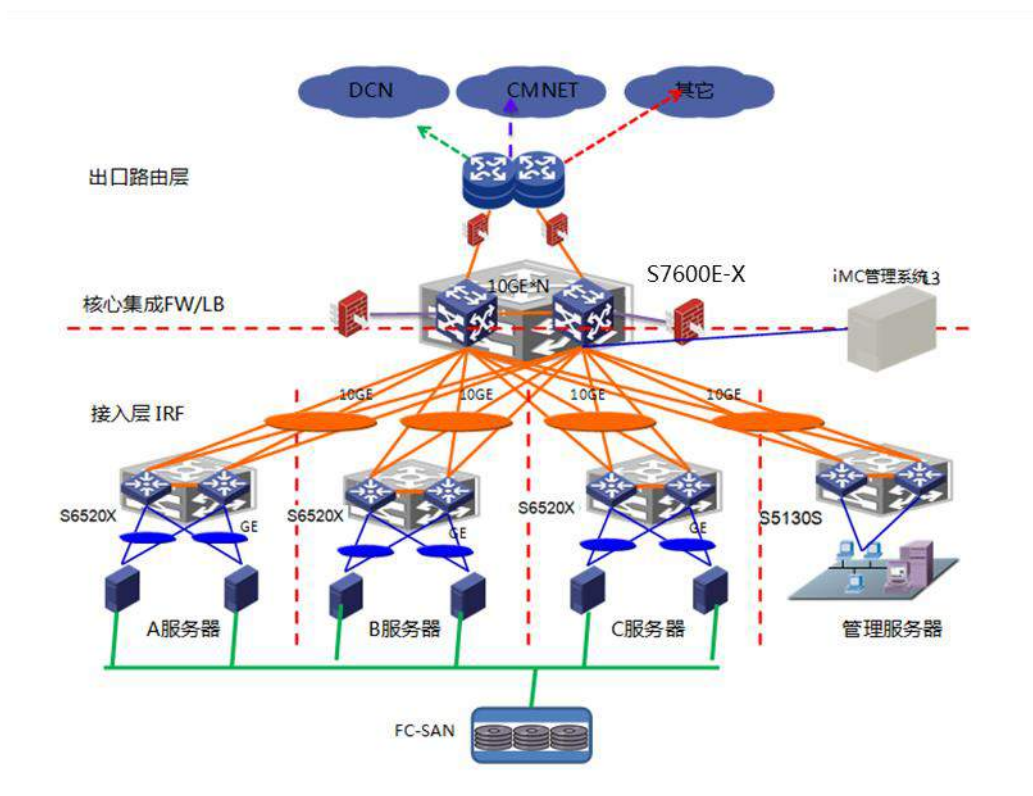 DCN
CMNET
其它
出口路由层
S7600E-X
iMC管理系统L3
10GE*N
核心集成FW/LB
10GE
10GE
10GE
10GE
接入层 IRF
S6520X
GE
S6520X
GE
S6520X
GE
S5130S
A服务器
B服务器
C服务器
管理服务器
FC-SAN